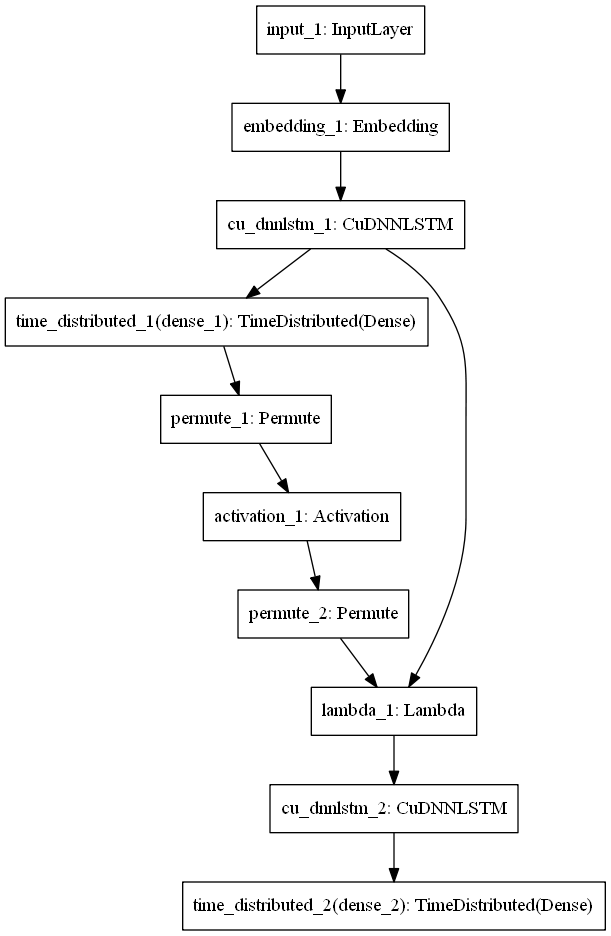 input_1: InputLayer
embedding_1: Embedding
cu_dnnlstm_1: CuDNNLSTM
time_distributed_1(dense_1): TimeDistributed(Dense)
permute_1: Permute
activation_1: Activation
permute_2: Permute
lambda_1: Lambda
cu_dnnlstm_2: CuDNNLSTM
time_distributed_2(dense_2): TimeDistributed(Dense)